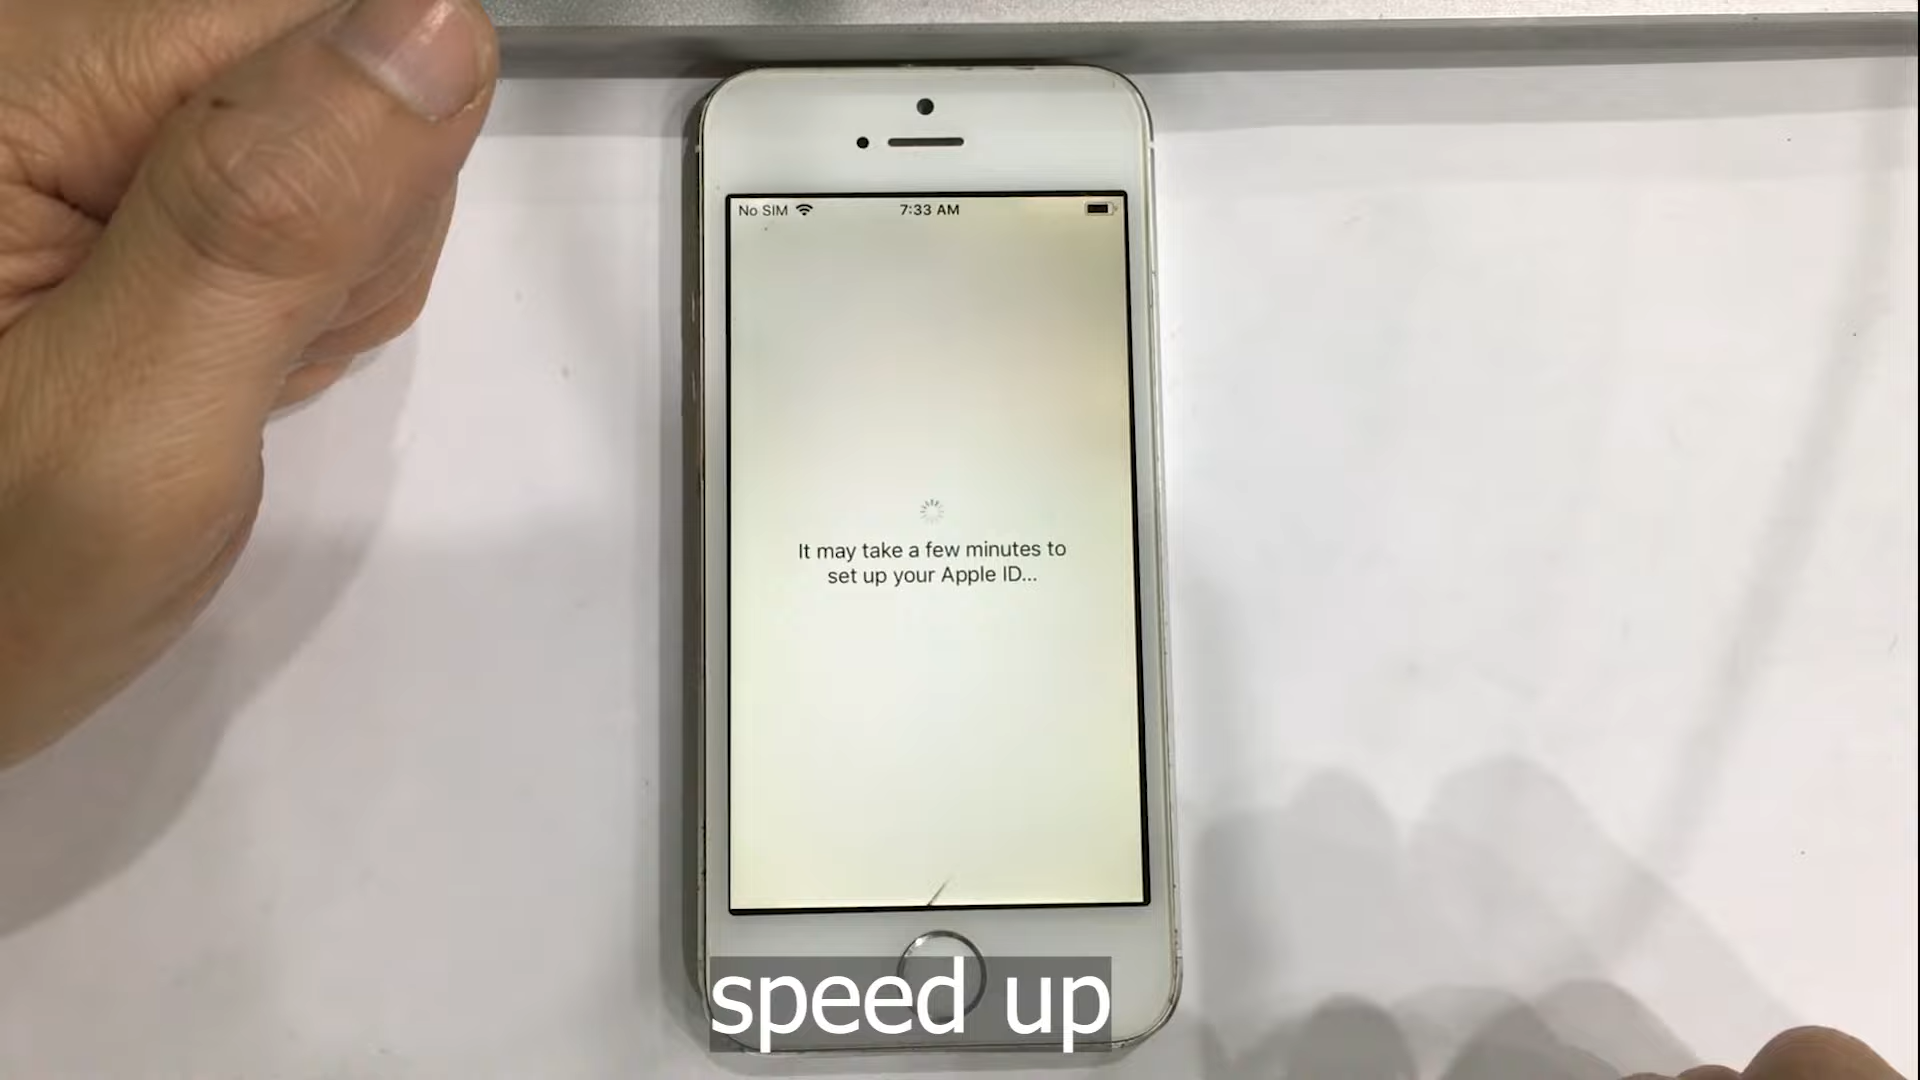 No SIM 7:33 AM
It may take a few minutes to
set up your Apple ID...
speed up